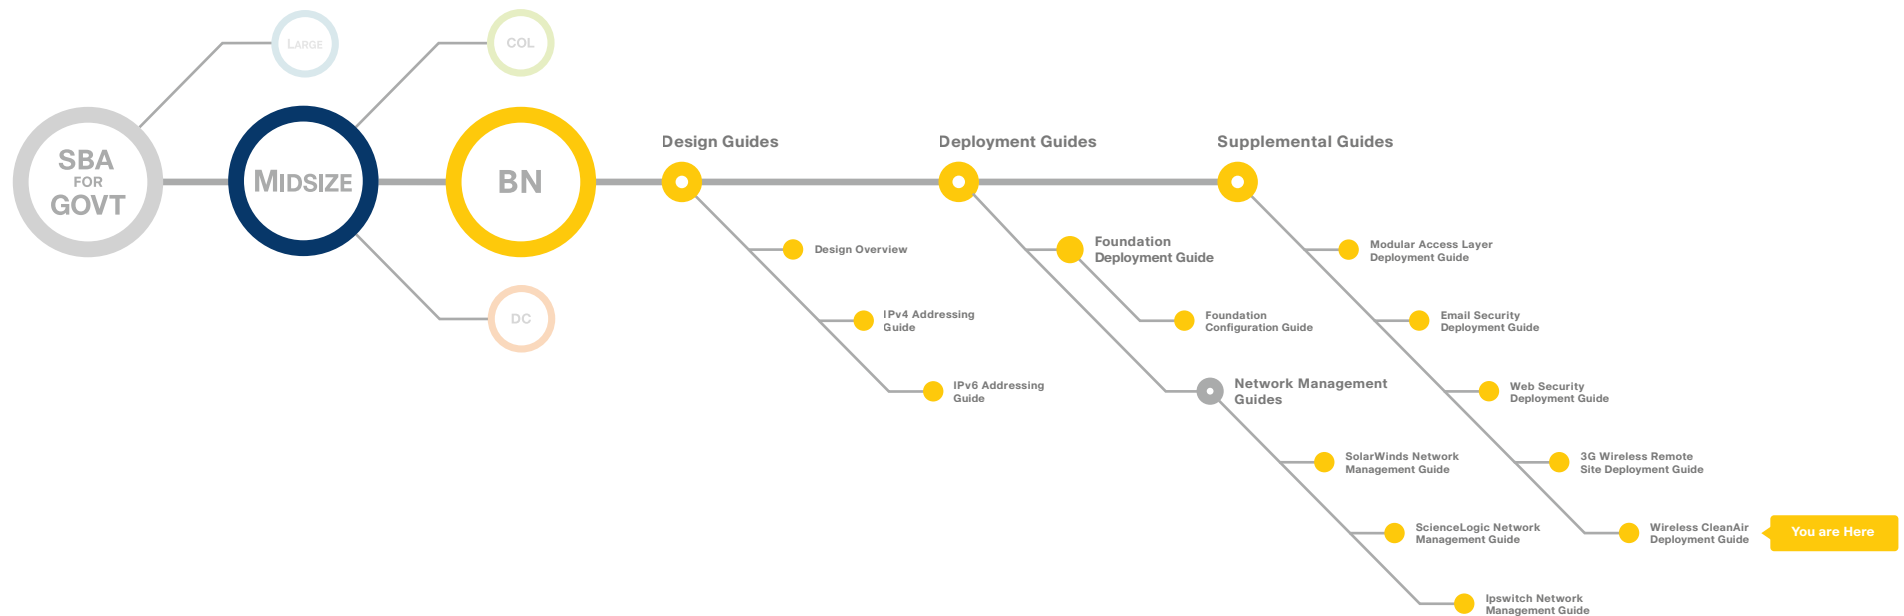 LARGE
COL
SBA
FOR
GOVT
MIDSIZE
BN
DC
Design Guides
Design Overview
IPv4 Addressing
Guide
IPv6 Addressing
Guide
Deployment Guides
Foundation
Deployment Guide
Foundation
Configuration Guide
Network Management
Guides
SolarWinds Network
Management Guide
ScienceLogic Network
Management Guide
Ipswitch Network
Management Guide
Supplemental Guides
Modular Access Layer
Deployment Guide
Email Security
Deployment Guide
Web Security
Deployment Guide
3G Wireless Remote
Site Deployment Guide
Wireless CleanAir
Deployment Guide
You are Here